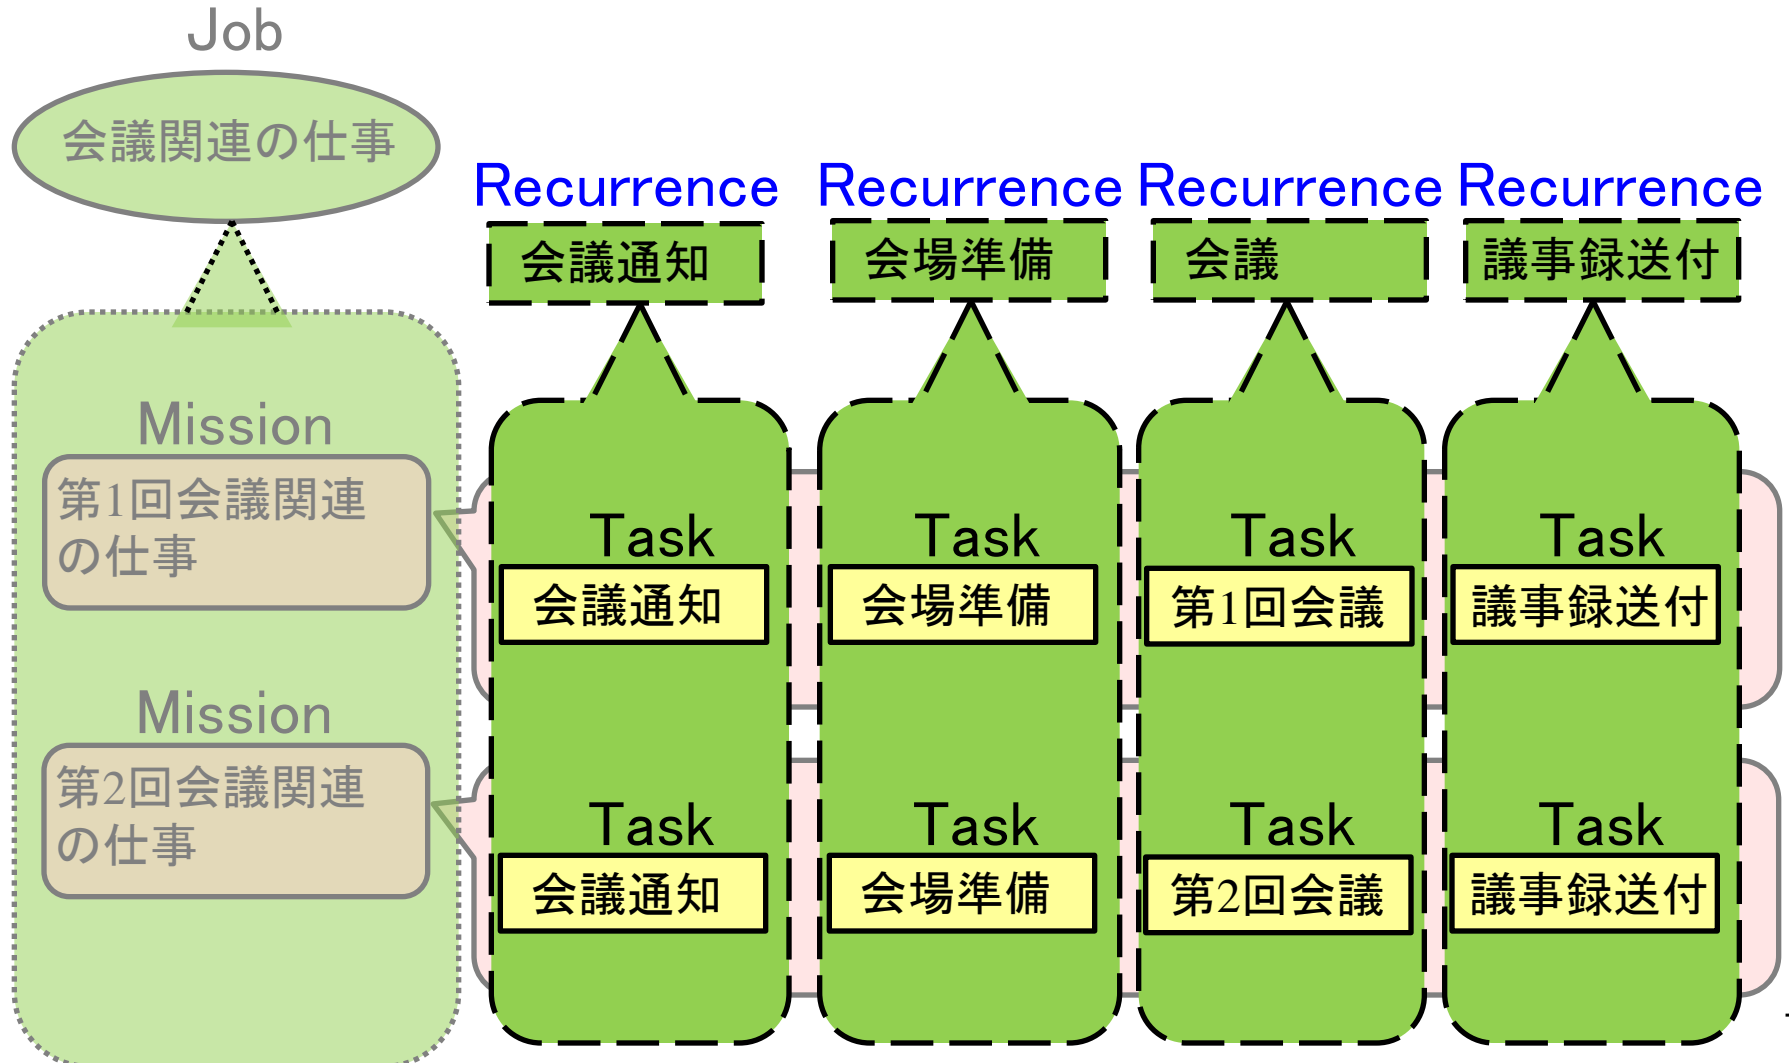 Job
会議関連の仕事
Recurrence
Recurrence
Recurrence
Recurrence
会議通知
会場準備
会議
議事録送付
Mission
第1回会議関連
の仕事
Task
Task
Task
Task
会議通知
会場準備
第1回会議
議事録送付
Mission
第2回会議関連
の仕事
Task
Task
Task
Task
会議通知
会場準備
第2回会議
議事録送付